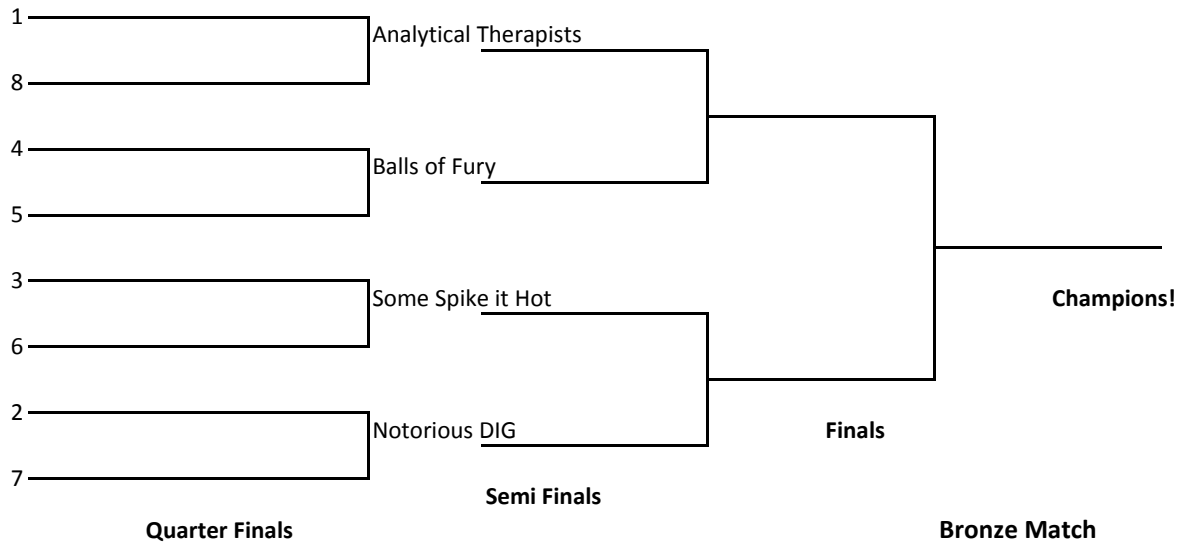 1
Analytical Therapists
8
4
Balls of Fury
5
3
Some Spike it Hot
Champions!
6
2
Notorious DIG
Finals
7
Semi Finals
Quarter Finals
Bronze Match